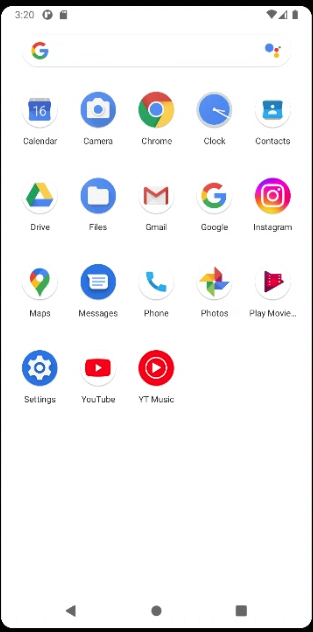 3:20
Calendar Camera Chrome Clock Contacts
Drive Files Gmail Google Instagram
Maps Messages Phone Photos Play Movie...
Settings YouTube YT Music
16